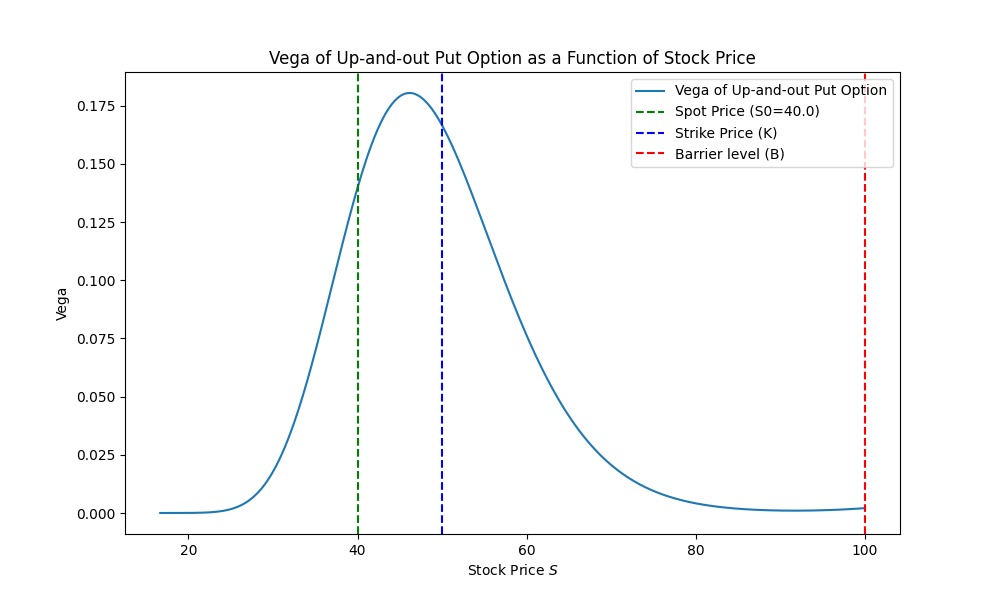 Vega of Up-and-out Put Option as a Function of Stock Price
Vega of Up-and-out Put Option
Spot Price (S0=40.0)
Strike Price (K)
Barrier level (B)
0.175
0.150
0.125
0.100
0.075
0.050
0.025
0.000
Vega
20 40 60 80 100
Stock Price S